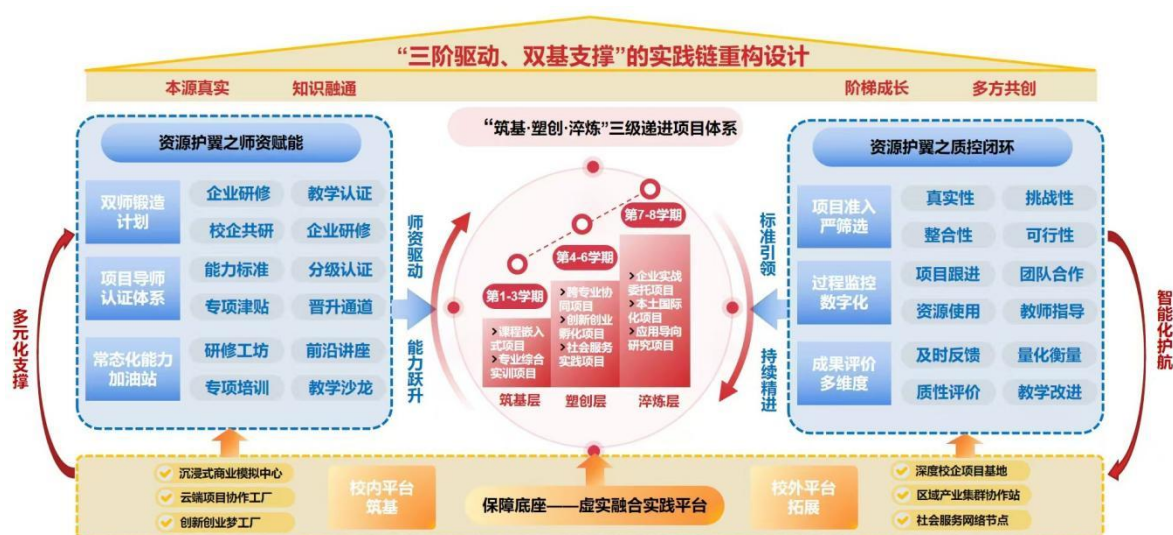 “三阶驱动、双基支撑”的实践链重构设计
本源真实
知识融通
阶梯成长
多方共创
资源护翼之师资赋能
双师锻造
计划
企业研修
教学认证
校企共研
企业研修
项目导师
认证体系
能力标准
分级认证
专项津贴
晋升通道
常态化能力
加油站
研修工坊
前沿讲座
专项培训
教学沙龙
多元化支撑
师资驱动
能力跃升
“筑基·塑创·淬炼”三级递进项目体系
第1-3学期
第4-6学期
第7-8学期
课程嵌入
式项目
专业综合
实训项目
跨专业协
同项目
创新创业
孵化项目
社会服务
实践项目
企业实战
委托项目
本土国际
化项目
应用导向
研究项目
筑基层
塑创层
淬炼层
标准引领
持续精进
资源护翼之质控闭环
项目准入
严筛选
真实性
挑战性
整合性
可行性
过程监控
数字化
项目跟进
团队合作
资源使用
教师指导
成果评价
多维度
及时反馈
量化衡量
质性评价
教学改进
智能化护航
沉浸式商业模拟中心
云端项目协作工厂
创新创业梦工厂
校内平台
筑基
保障底座——虚实融合实践平台
校外平台
拓展
深度校企项目基地
区域产业集群协作站
社会服务网络节点